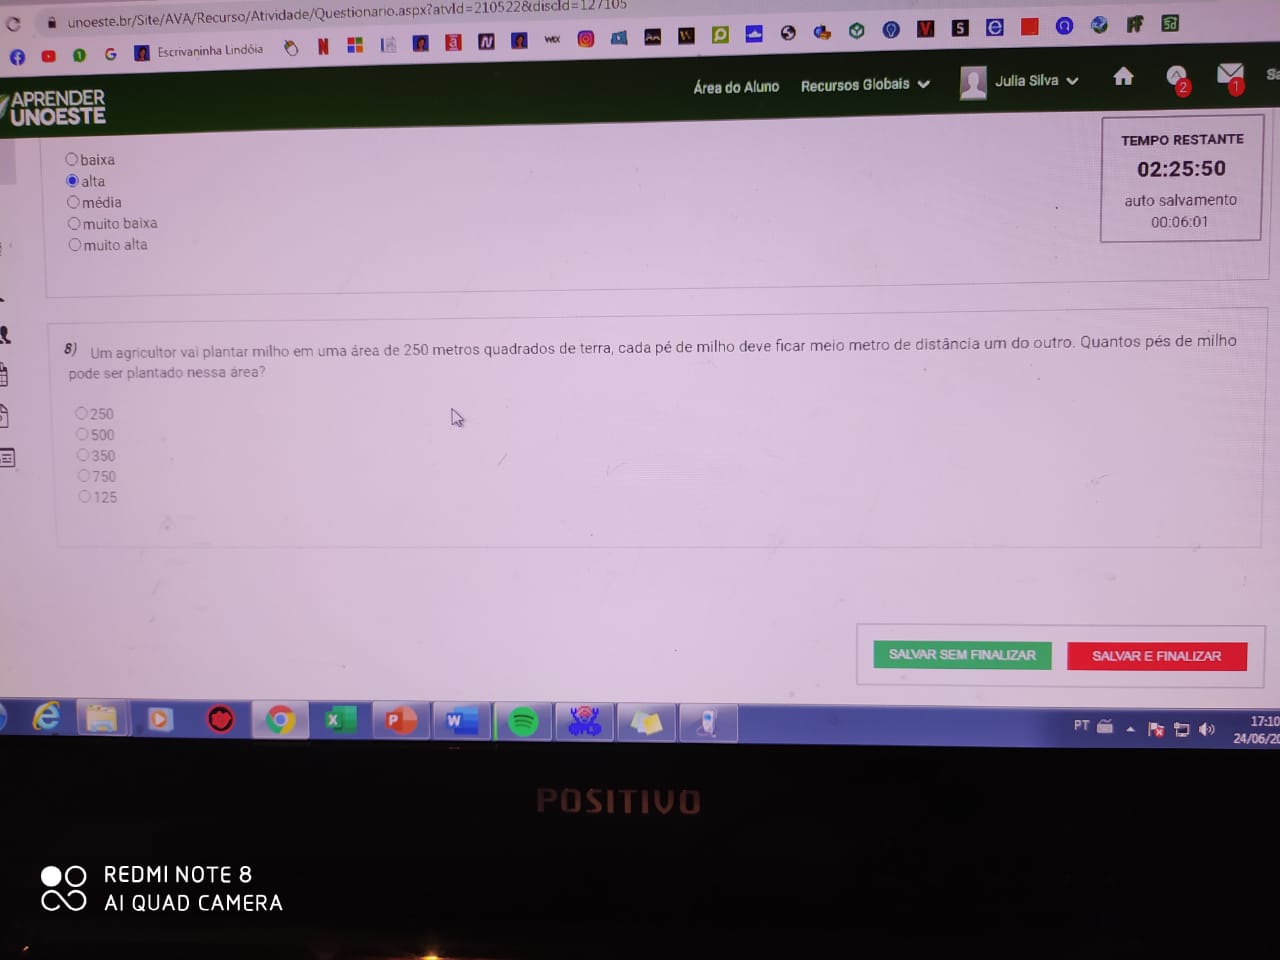 unoeste.br/Site/AVA/Recurso/Atividade/Questionario.aspx?atvId=210522&discId=127105
Escrivaninha Lindóia
APRENDER
UNOESTE
Área do Aluno
Recursos Globais
Julia Silva
2
1
Sa
TEMPO RESTANTE
02:25:50
auto salvamento
00:06:01
baixa
alta
média
muito baixa
muito alta
8) Um agricultor vai plantar milho em uma área de 250 metros quadrados de terra, cada pé de milho deve ficar meio metro de distância um do outro. Quantos pés de milho
pode ser plantado nessa área?
250
500
350
750
125
SALVAR SEM FINALIZAR
SALVAR E FINALIZAR
PT
17:10
24/06/20
POSITIVO
REDMI NOTE 8
AI QUAD CAMERA